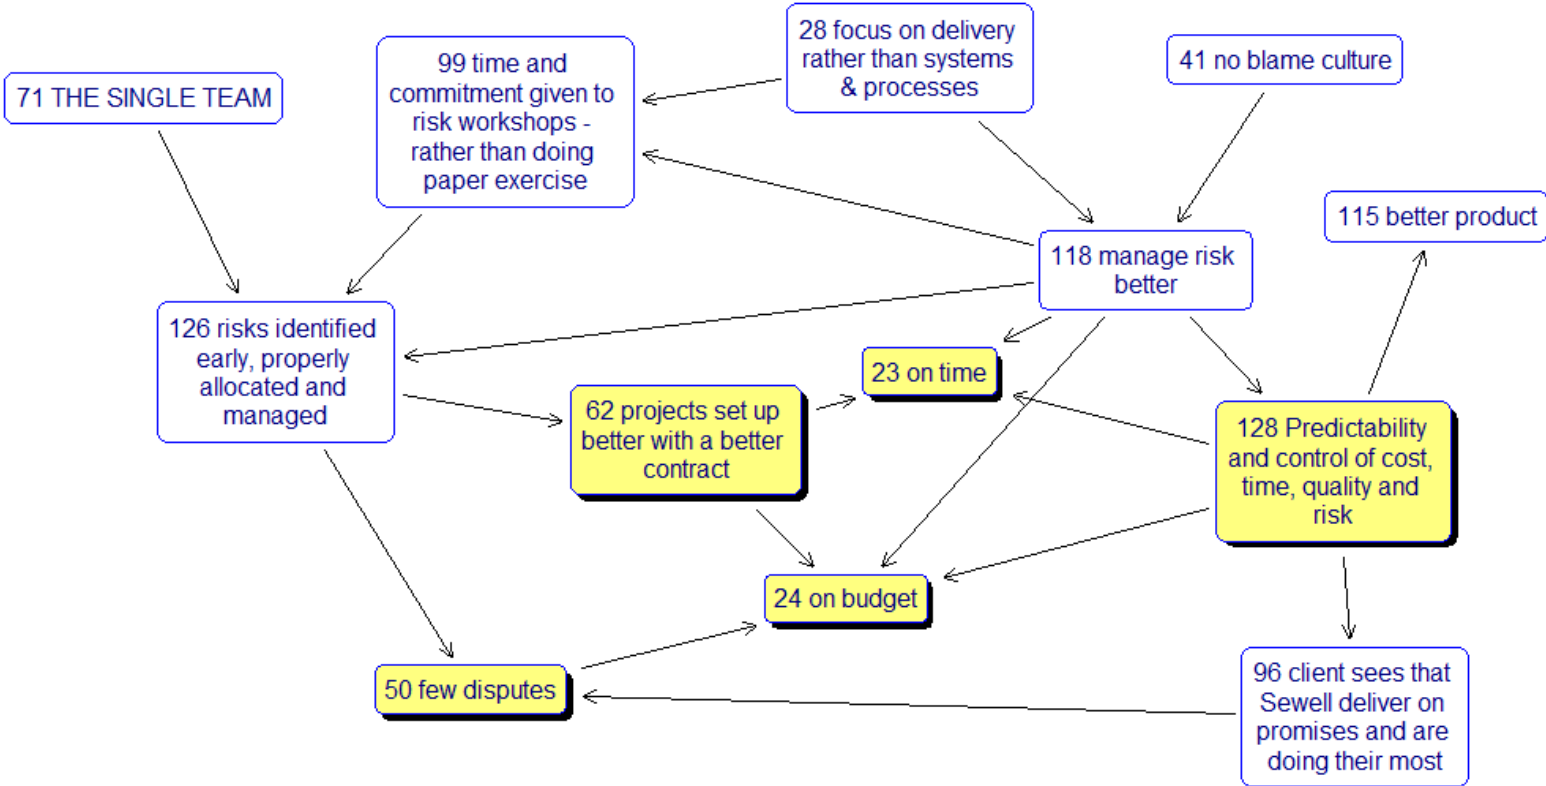 28 focus on delivery
rather than systems
& processes
41 no blame culture
99 time and
commitment given to
risk workshops -
rather than doing
paper exercise
71 THE SINGLE TEAM
115 better product
118 manage risk
better
126 risks identified
early, properly
allocated and
managed
23 on time
62 projects set up
better with a better
contract
128 Predictability
and control of cost,
time, quality and
risk
24 on budget
50 few disputes
96 client sees that
Sewell deliver on
promises and are
doing their most